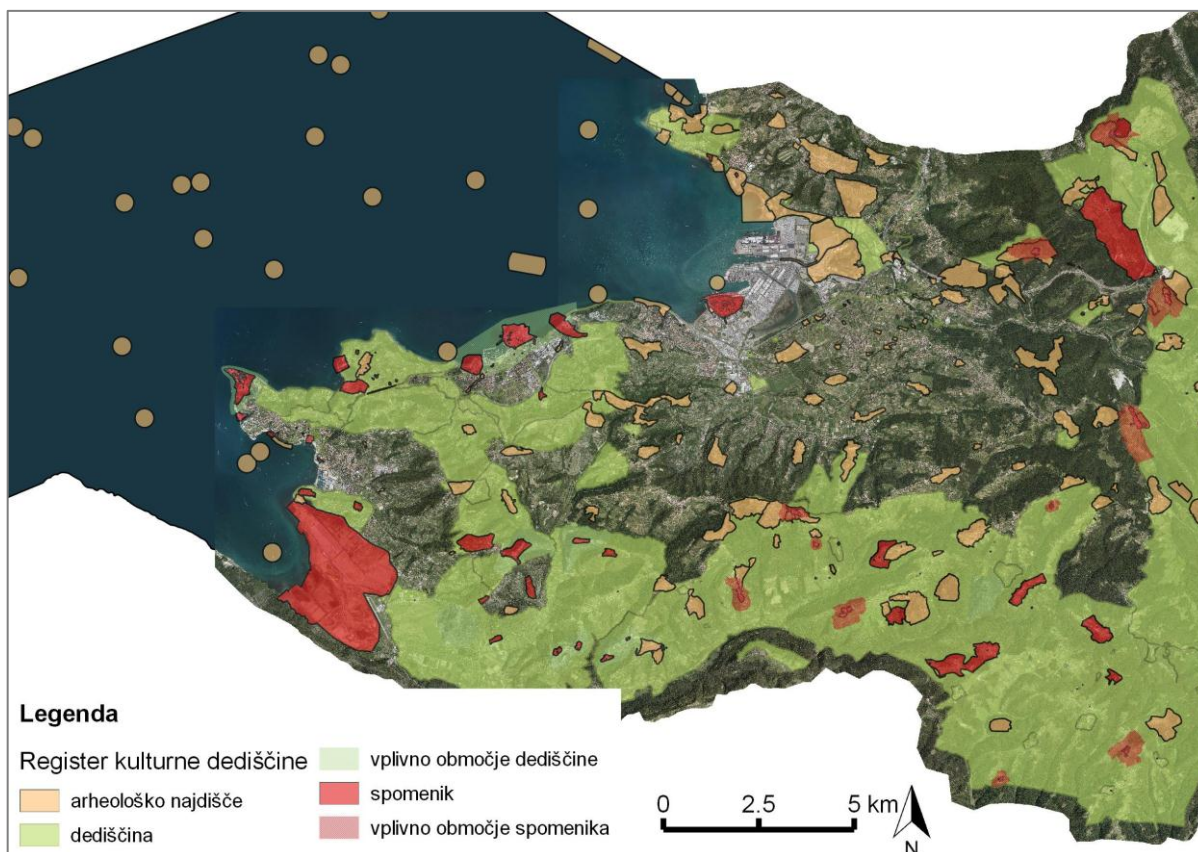 Legenda
Register kulturne dediščine
arheološko najdišče
dediščina
vplivno območje dediščine
spomenik
vplivno območje spomenika
0 2.5 5 km
N